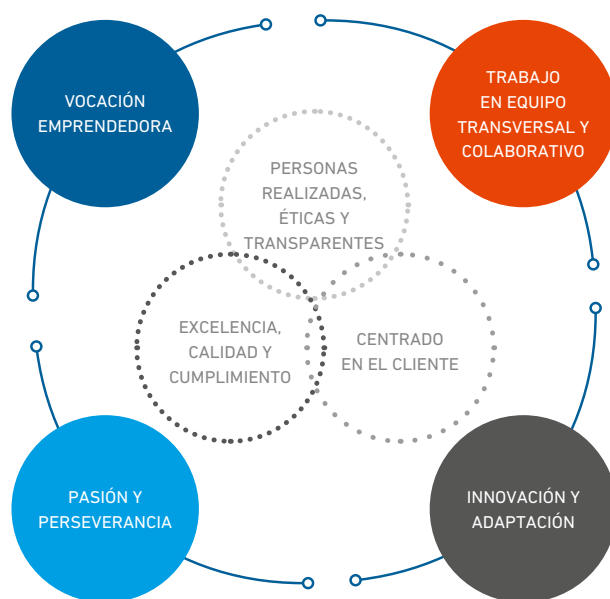 VOCACIÓN
EMPRENDEDORA
TRABAJO
EN EQUIPO
TRANSVERSAL Y
COLABORATIVO
PERSONAS
REALIZADAS,
ÉTICAS Y
TRANSPARENTES
EXCELENCIA,
CALIDAD Y
CUMPLIMIENTO
CENTRADO
EN EL CLIENTE
PASIÓN Y
PERSEVERANCIA
INNOVACIÓN Y
ADAPTACIÓN